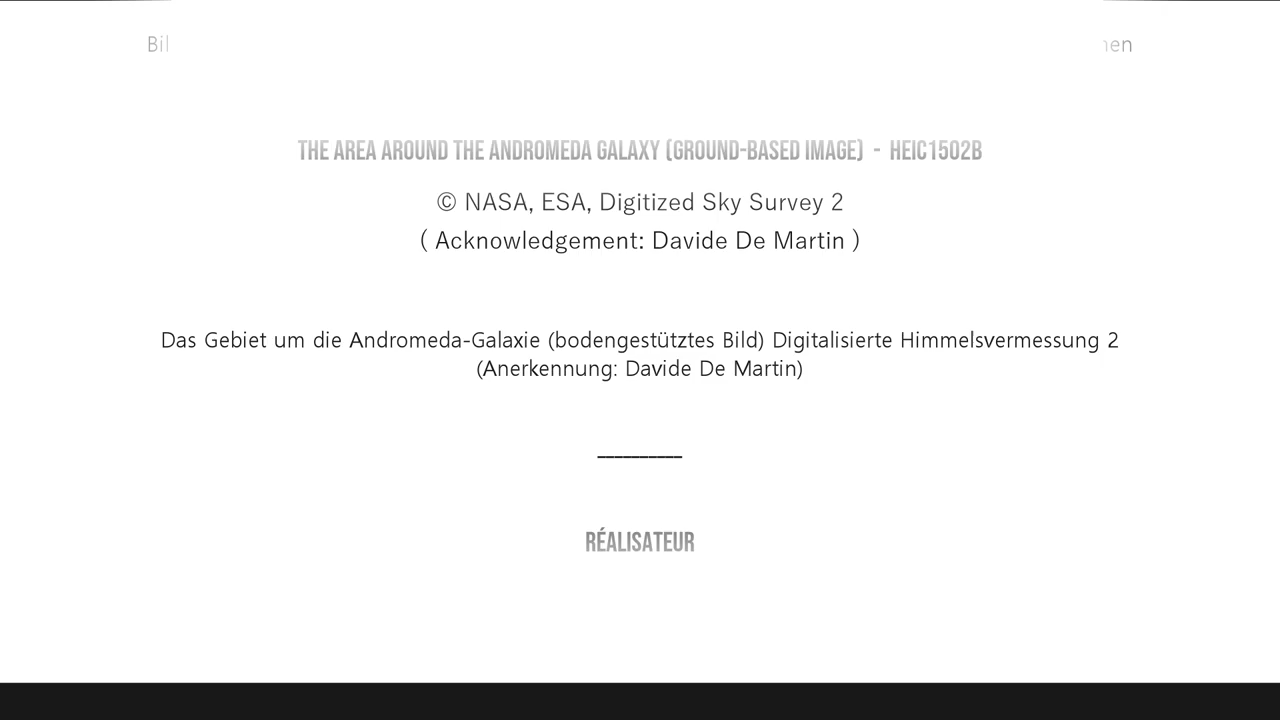 THE AREA AROUND THE ANDROMEDA GALAXY (GROUND-BASED IMAGE) - HEIC1502B
© NASA, ESA, Digitized Sky Survey 2
( Acknowledgement: Davide De Martin )
Das Gebiet um die Andromeda-Galaxie (bodengestütztes Bild) Digitalisierte Himmelsvermessung 2
(Anerkennung: Davide De Martin)
RÉALISATEUR